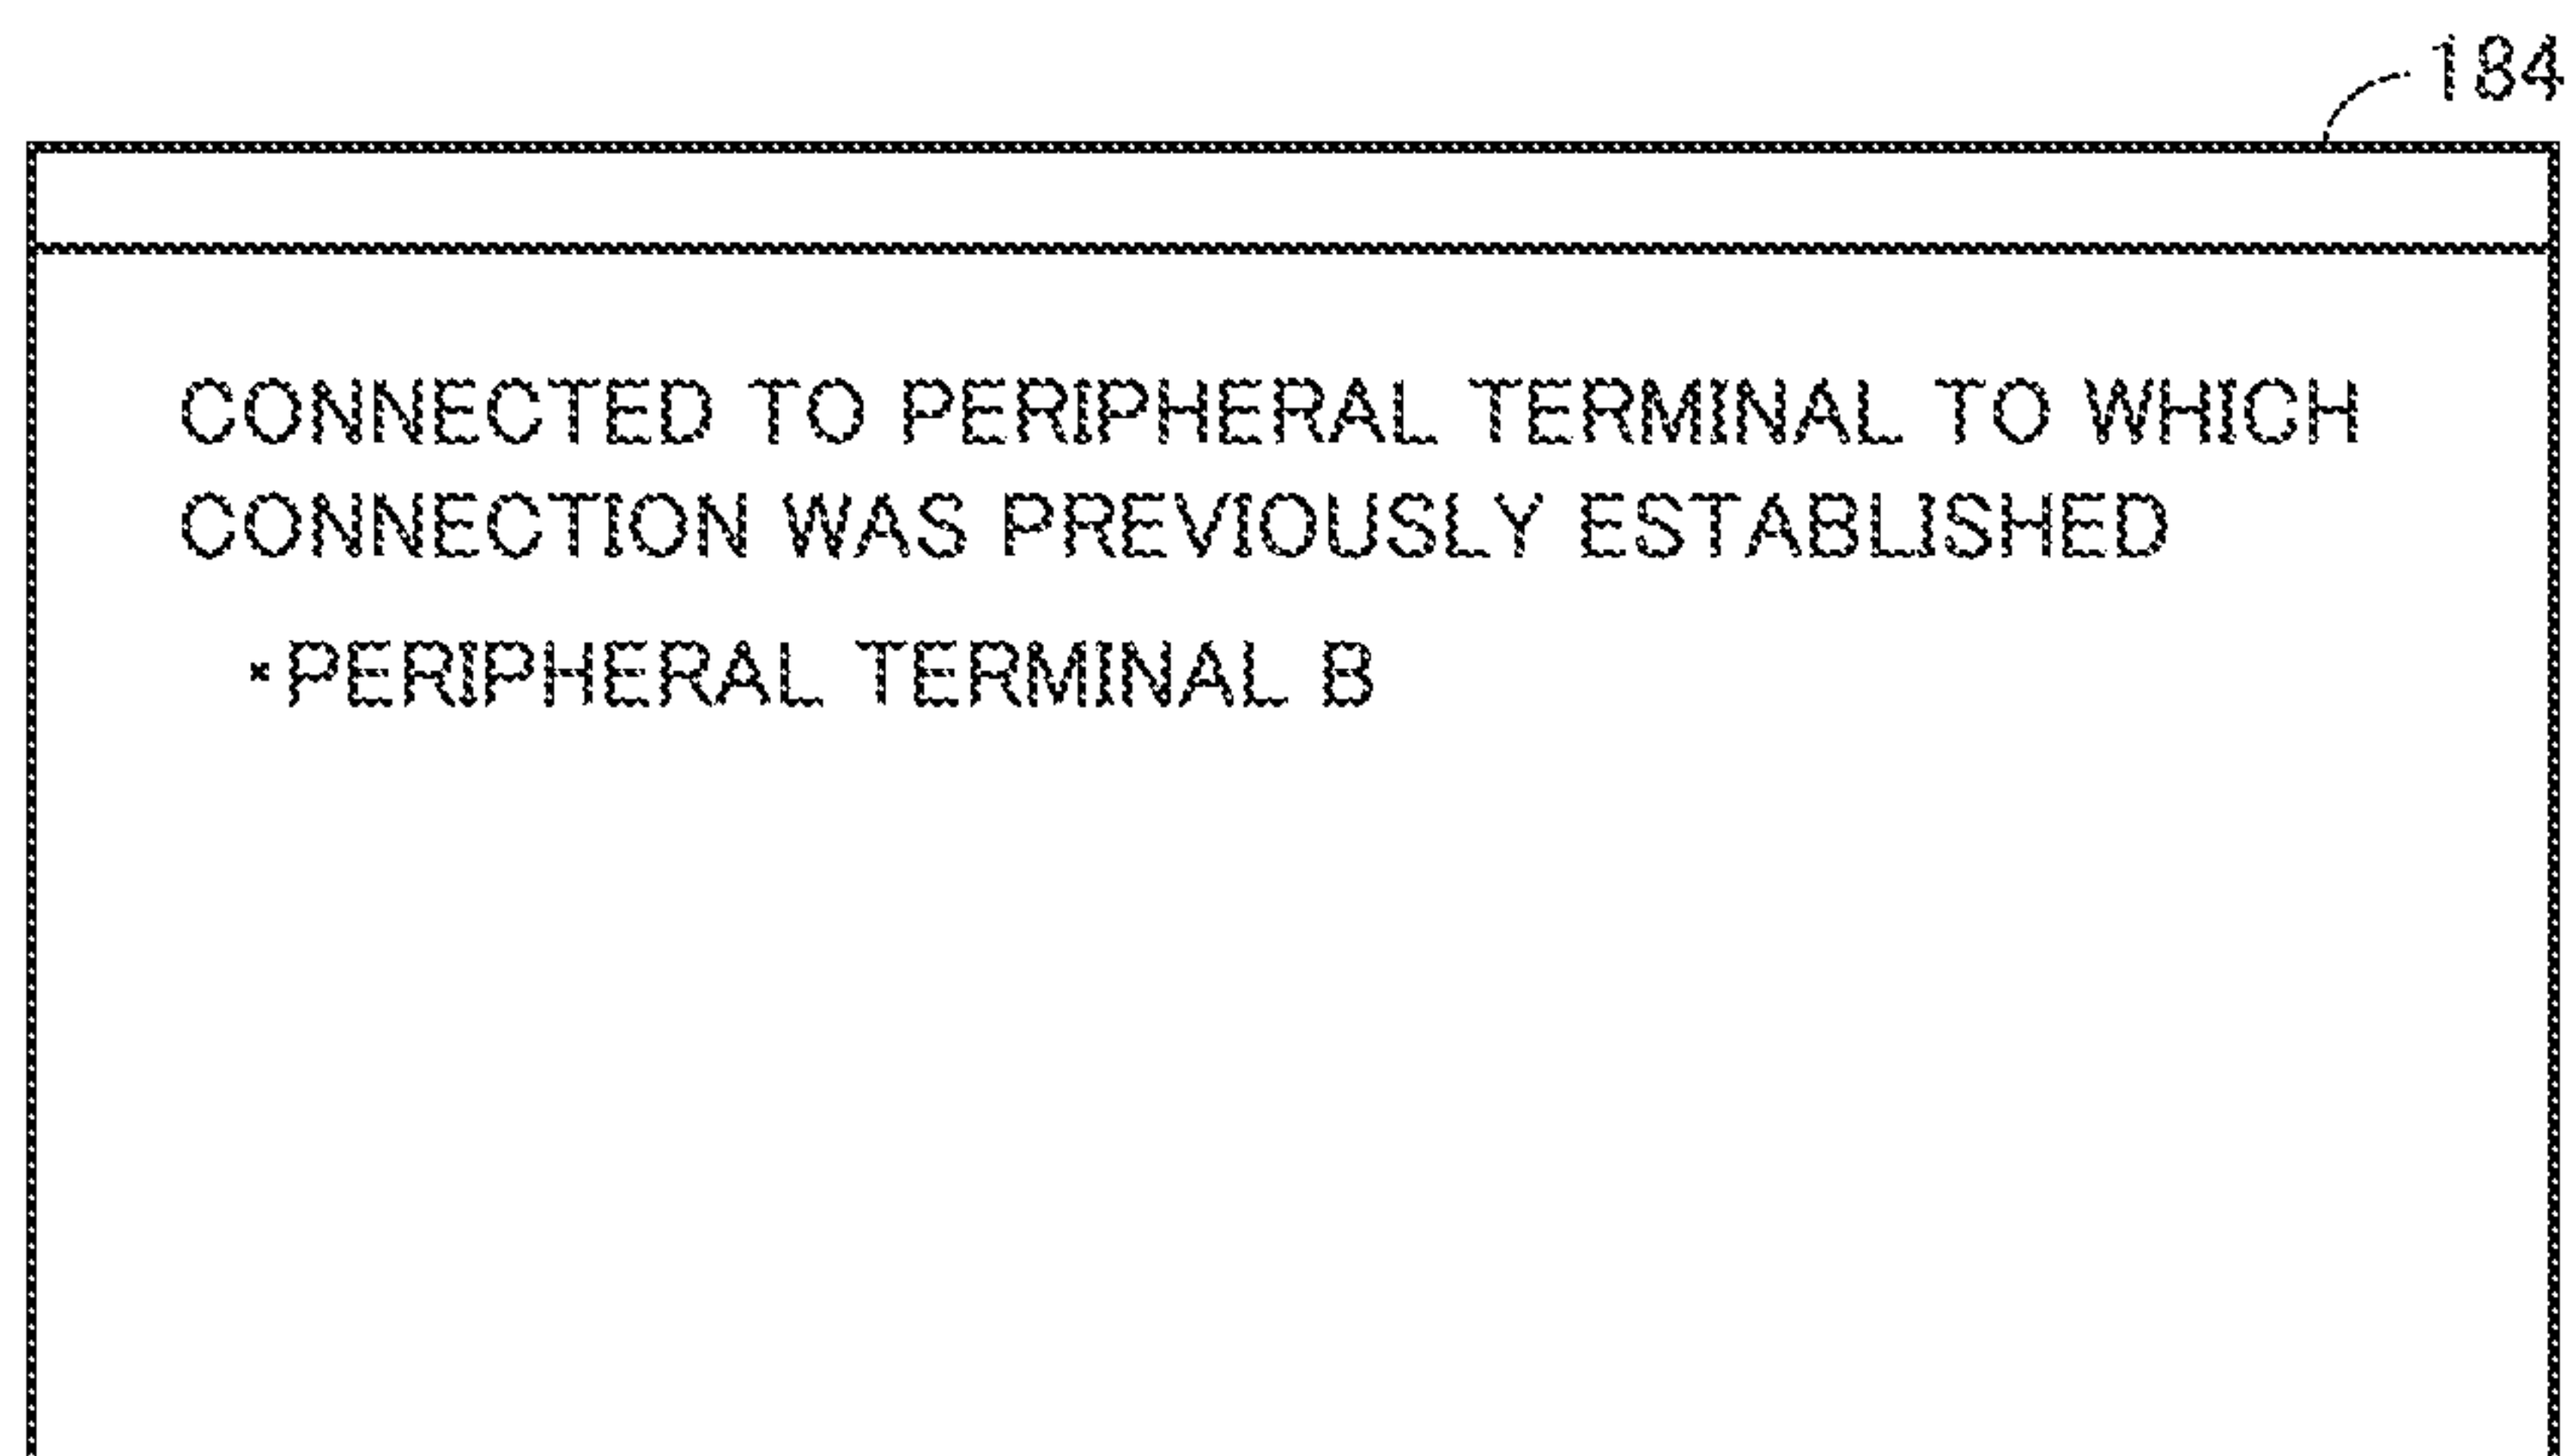 184
CONNECTED TO PERIPHERAL TERMINAL TO WHICH
CONNECTION WAS PREVIOUSLY ESTABLISHED
・PERIPHERAL TERMINAL B